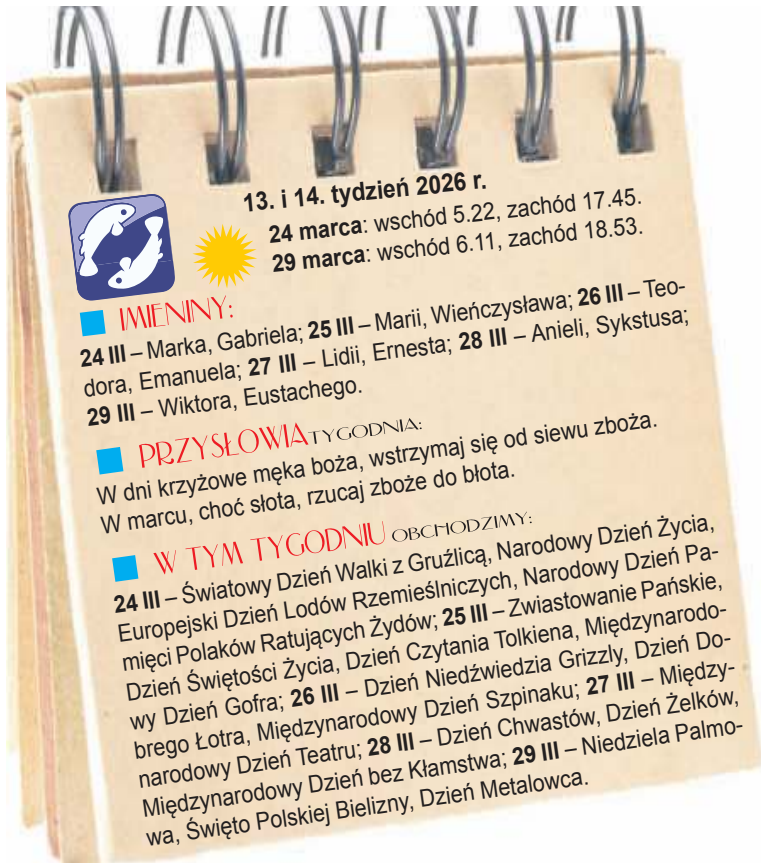 13. i 14. tydzień 2026 r.
24 marca: wschód 5.22, zachód 17.45.
29 marca: wschód 6.11, zachód 18.53.
IMIENINY:
24 III – Marka, Gabriela; 25 III – Marii, Wieńczysława; 26 III – Teo-
dora, Emanuela; 27 III – Lidii, Ernesta; 28 III – Anieli, Sykstusa;
29 III – Wiktora, Eustachego.
PRZYSŁOWIA TYGODNIA:
W dni krzyżowe męka boża, wstrzymaj się od siewu zboża.
W marcu, choć słota, rzucaj zboże do błota.
W TYM TYGODNIU OBCHODZIMY:
24 III – Światowy Dzień Walki z Gruźlicą, Narodowy Dzień Życia,
Europejski Dzień Lodów Rzemieślniczych, Narodowy Dzień Pa-
mięci Polaków Ratujących Żydów; 25 III – Zwiastowanie Pańskie,
Dzień Świętości Życia, Dzień Czytania Tolkiena, Międzynarodo-
wy Dzień Gofra; 26 III – Dzień Niedźwiedzia Grizzly, Dzień Do-
brego Łotra, Międzynarodowy Dzień Szpinaku; 27 III – Między-
narodowy Dzień Teatru; 28 III – Dzień Chwastów, Dzień Żelków,
Międzynarodowy Dzień bez Kłamstwa; 29 III – Niedziela Palmo-
wa, Święto Polskiej Bielizny, Dzień Metalowca.